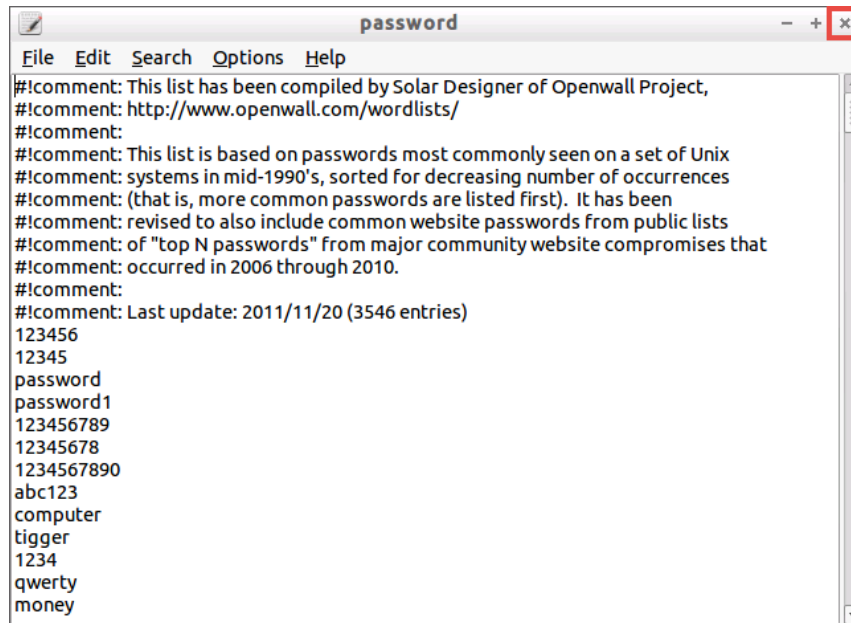 password
File Edit Search Options Help
#!comment: This list has been compiled by Solar Designer of Openwall Project,
#!comment: http://www.openwall.com/wordlists/
#!comment:
#!comment: This list is based on passwords most commonly seen on a set of Unix
#!comment: systems in mid-1990's, sorted for decreasing number of occurrences
#!comment: (that is, more common passwords are listed first).  It has been
#!comment: revised to also include common website passwords from public lists
#!comment: of "top N passwords" from major community website compromises that
#!comment: occurred in 2006 through 2010.
#!comment:
#!comment: Last update: 2011/11/20 (3546 entries)
123456
12345
password
password1
123456789
12345678
1234567890
abc123
computer
tigger
1234
qwerty
money